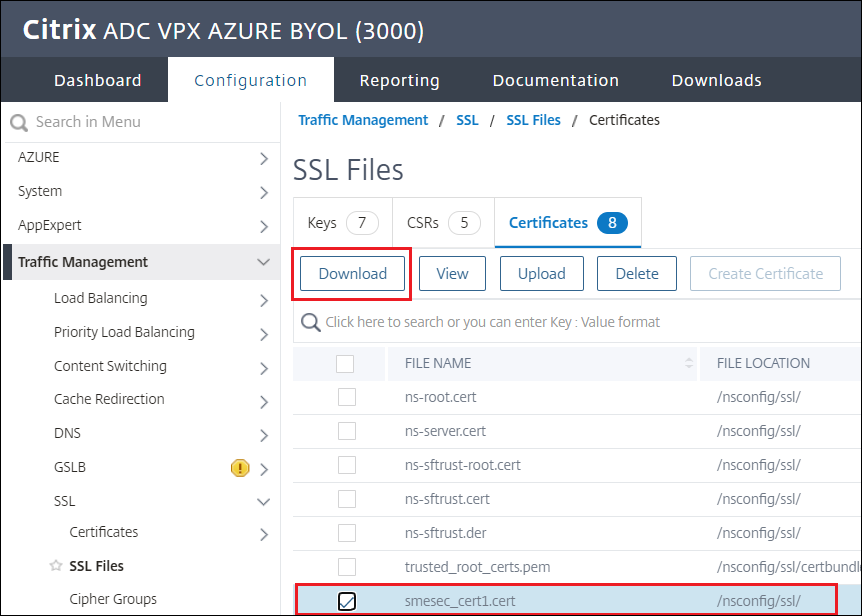 Citrix ADC VPX AZURE BYOL (3000)
Dashboard Configuration Reporting Documentation Downloads
Search in Menu
AZURE
System
AppExpert
Traffic Management
Load Balancing
Priority Load Balancing
Content Switching
Cache Redirection
DNS
GSLB
SSL
Certificates
SSL Files
Cipher Groups
Traffic Management / SSL / SSL Files / Certificates
SSL Files
Keys 7 CSRs 5 Certificates 8
Download View Upload Delete Create Certificate
Click here to search or you can enter Key : Value format
FILE NAME FILE LOCATION
ns-root.cert /nsconfig/ssl/
ns-server.cert /nsconfig/ssl/
ns-sftrust-root.cert /nsconfig/ssl/
ns-sftrust.cert /nsconfig/ssl/
ns-sftrust.der /nsconfig/ssl/
trusted_root_certs.pem /nsconfig/ssl/certbundle
smesec_cert1.cert /nsconfig/ssl/